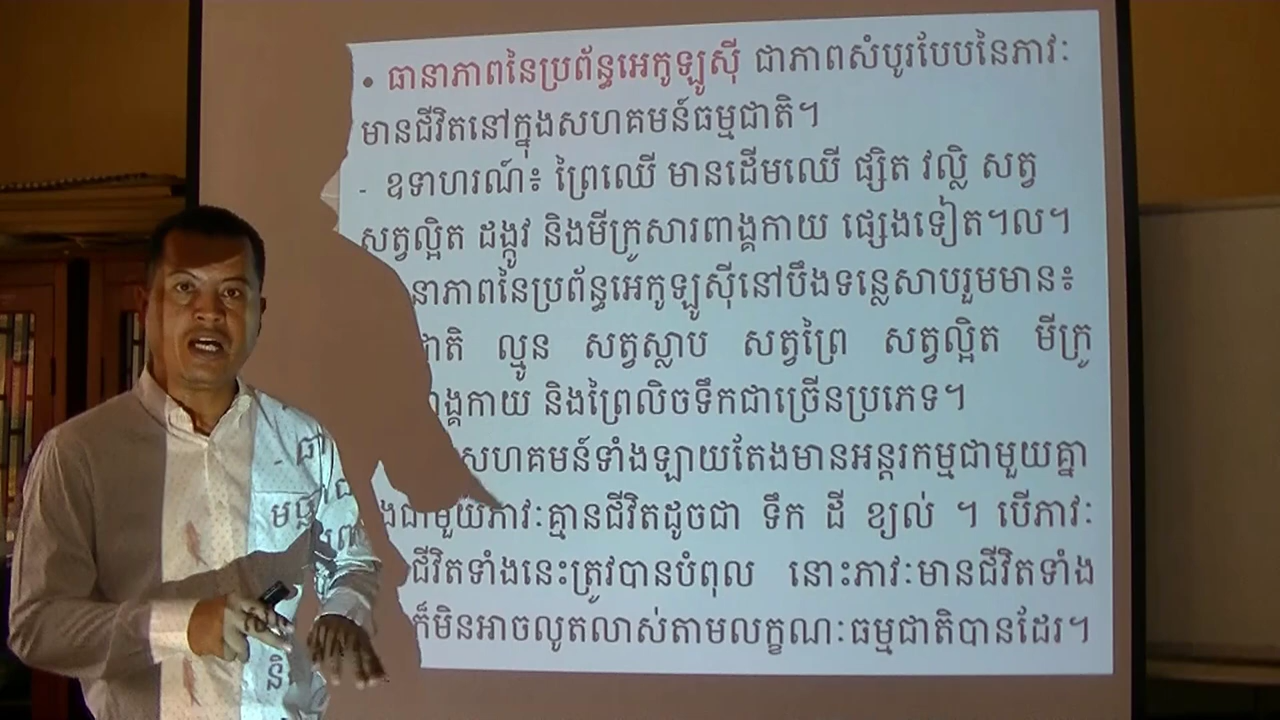 • ធានាភាពនៃប្រព័ន្ធអេកូឡូស៊ី ជាភាពសំបូរបែបនៃភាវៈ
មានជីវិតនៅក្នុងសហគមន៍ធម្មជាតិ។
- ឧទាហរណ៍៖ ព្រៃឈើ មានដើមឈើ ផ្សិត វល្លិ សត្វ
សត្វល្អិត ដង្កូវ និងមីក្រូសារពាង្គកាយ ផ្សេងទៀត។ល។
នាភាពនៃប្រព័ន្ធអេកូឡូស៊ីនៅបឹងទន្លេសាបរួមមាន៖
ជាតិ ល្មូន សត្វស្លាប សត្វព្រៃ សត្វល្អិត មីក្រូ
ពាង្គកាយ និងព្រៃលិចទឹកជាច្រើនប្រភេទ។
សហគមន៍ទាំងឡាយតែងមានអន្តរកម្មជាមួយគ្នា
ងជាមួយភាវៈគ្មានជីវិតដូចជា ទឹក ដី ខ្យល់ ។ បើភាវៈ
ជីវិតទាំងនេះត្រូវបានបំពុល នោះភាវៈមានជីវិតទាំង
ក៏មិនអាចលូតលាស់តាមលក្ខណៈធម្មជាតិបានដែរ។